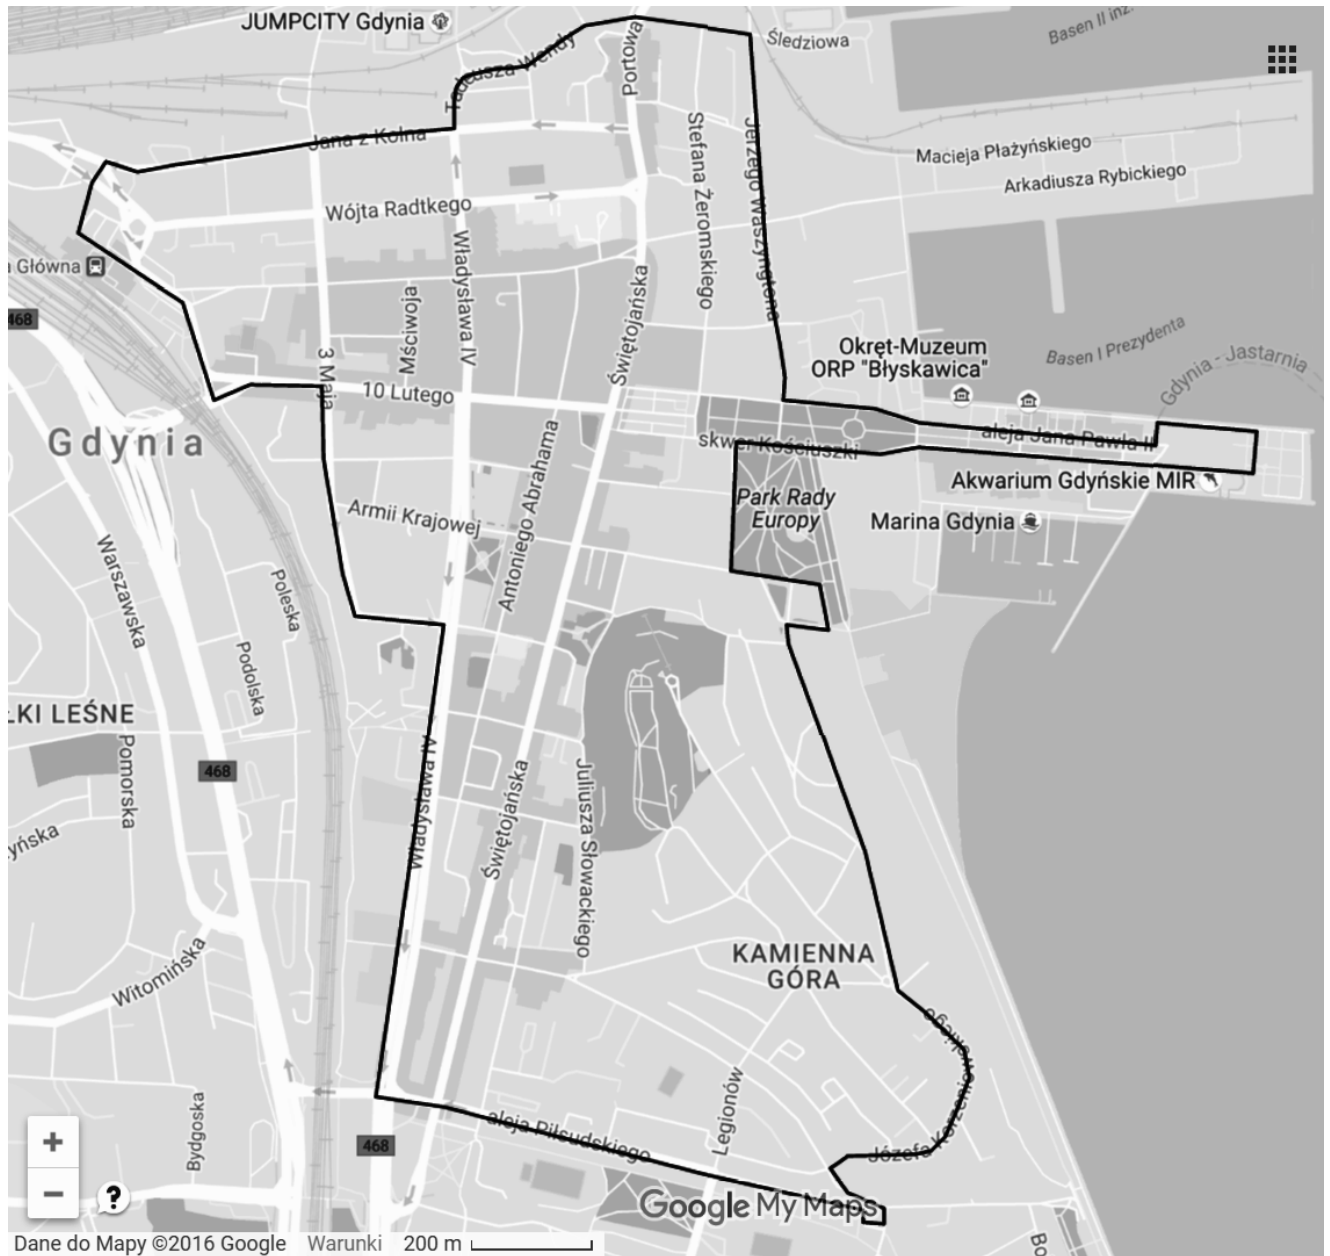 JUMPCITY Gdynia
Śledziowa
Basen II inż.
Tadeusza Wendy
Portowa
Jana z Kolna
Stefana Żeromskiego
Jerzego Waszyngtona
Macieja Płażyńskiego
Arkadiusza Rybickiego
Wójta Radtkego
Główna
Władysława IV
Świętojańska
Mściwoja
468
3 Maja
10 Lutego
Okręt-Muzeum
ORP "Błyskawica"
Basen I Prezydenta
Gdynia - Jastarnia
Gdynia
skwer Kościuszki
aleja Jana Pawła II
Akwarium Gdyńskie MIR
Park Rady
Europy
Marina Gdynia
Armii Krajowej
Antoniego Abrahama
Warszawska
Poleska
Podolska
ŁKI LEŚNE
Pomorska
468
Władysława IV
Świętojańska
Juliusza Słowackiego
yńska
Witomińska
KAMIENNA
GÓRA
Józefa Korzeniowskiego
Legionów
aleja Piłsudskiego
Bydgoska
468
+
−
?
Google My Maps
Bo
Dane do Mapy ©2016 Google Warunki 200 m